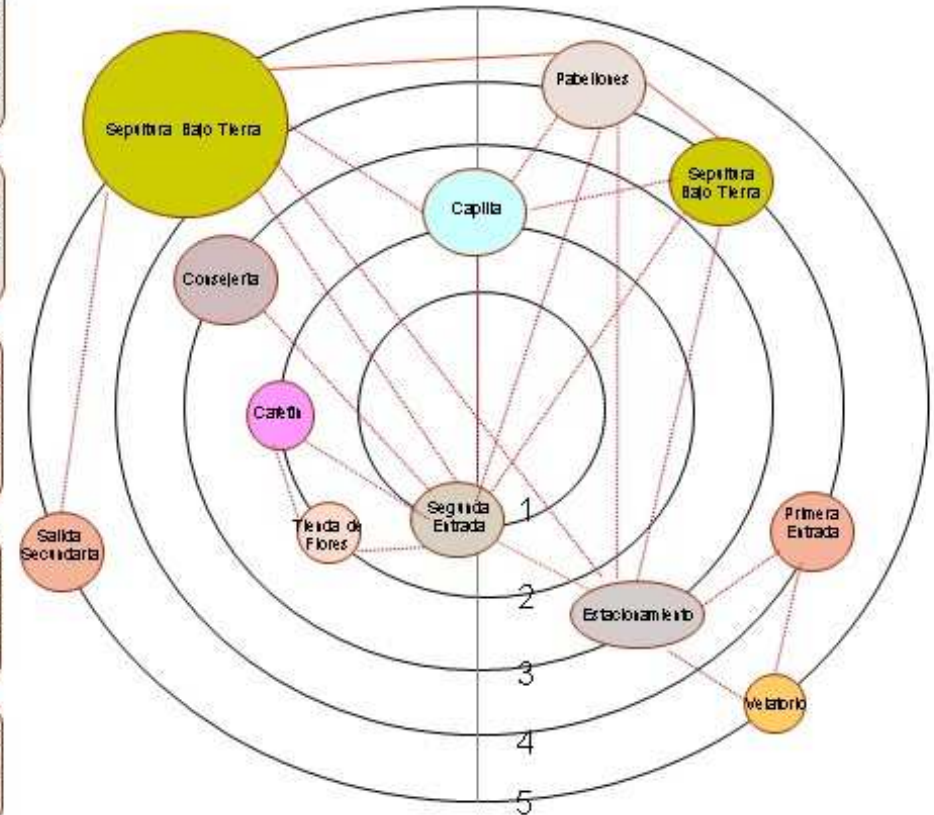 Pabellones
Sepultura Bajo Tierra
Sepultura
Bajo Tierra
Capilla
Consejería
Cafetín
Segunda
Entrada
1
Tienda de
Flores
Primera
Entrada
Salida
Secundaria
2
Estacionamiento
3
Velatorio
4
5